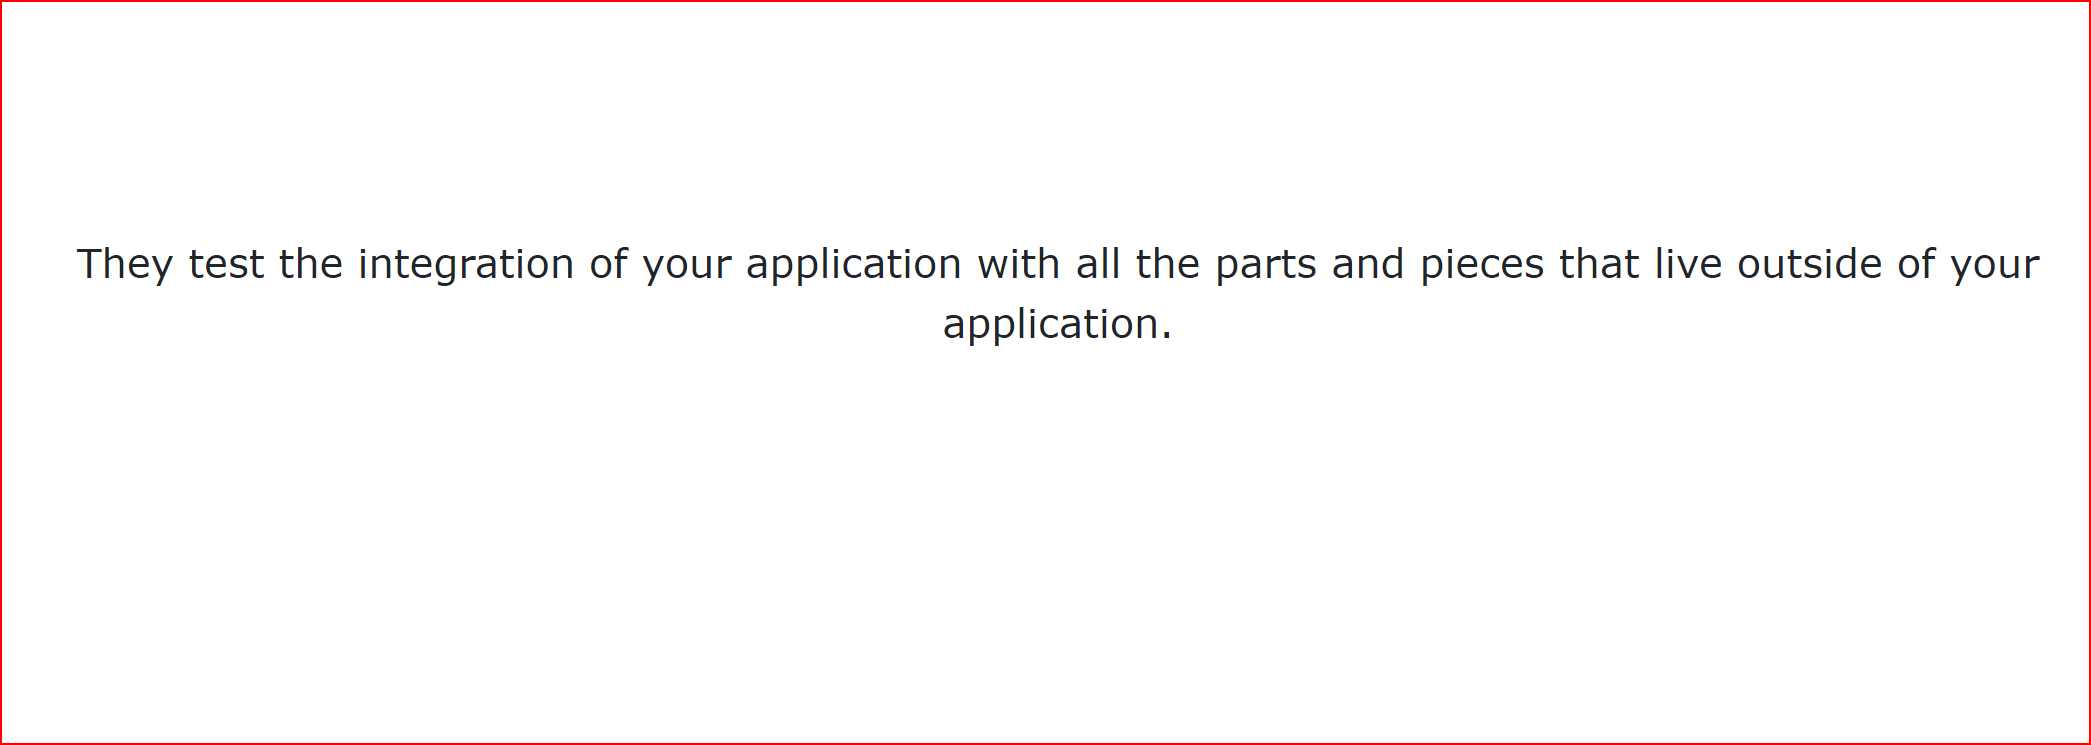 They test the integration of your application with all the parts and pieces that live outside of your
application.